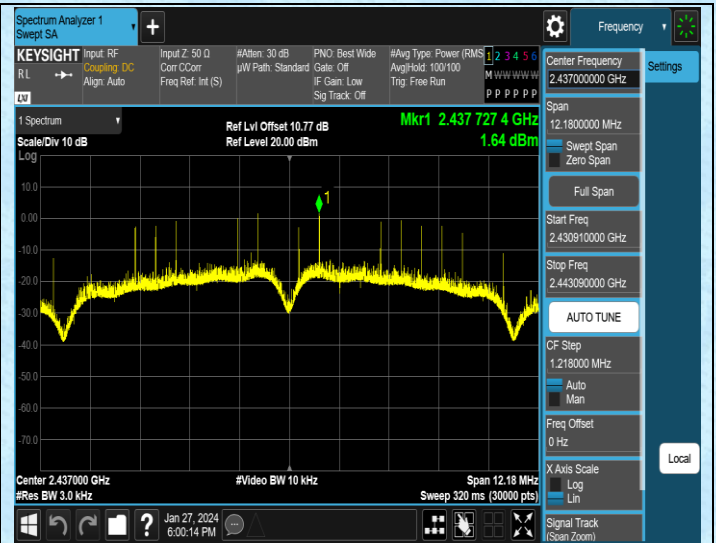 Spectrum Analyzer 1
Swept SA
+
Frequency
KEYSIGHT
RL
LXI
Input: RF
Coupling: DC
Align: Auto
Input Z: 50 Ω
Corr CCorr
Freq Ref: Int (S)
#Atten: 30 dB
µW Path: Standard
PNO: Best Wide
Gate: Off
IF Gain: Low
Sig Track: Off
#Avg Type: Power (RMS
Avg|Hold: 100/100
Trig: Free Run
1 2 3 4 5 6
M W W W W W
P P P P P P
1 Spectrum
Scale/Div 10 dB
Log
Ref Lvl Offset 10.77 dB
Ref Level 20.00 dBm
Mkr1 2.437 727 4 GHz
1.64 dBm
1
10.0
0.00
-10.0
-20.0
-30.0
-40.0
-50.0
-60.0
-70.0
Center 2.437000 GHz
#Res BW 3.0 kHz
#Video BW 10 kHz
Span 12.18 MHz
Sweep 320 ms (30000 pts)
?
Jan 27, 2024
6:00:14 PM
Center Frequency
2.437000000 GHz
Settings
Span
12.1800000 MHz
Swept Span
Zero Span
Full Span
Start Freq
2.430910000 GHz
Stop Freq
2.443090000 GHz
AUTO TUNE
CF Step
1.218000 MHz
Auto
Man
Freq Offset
0 Hz
X Axis Scale
Log
Lin
Signal Track
(Span Zoom)
Local